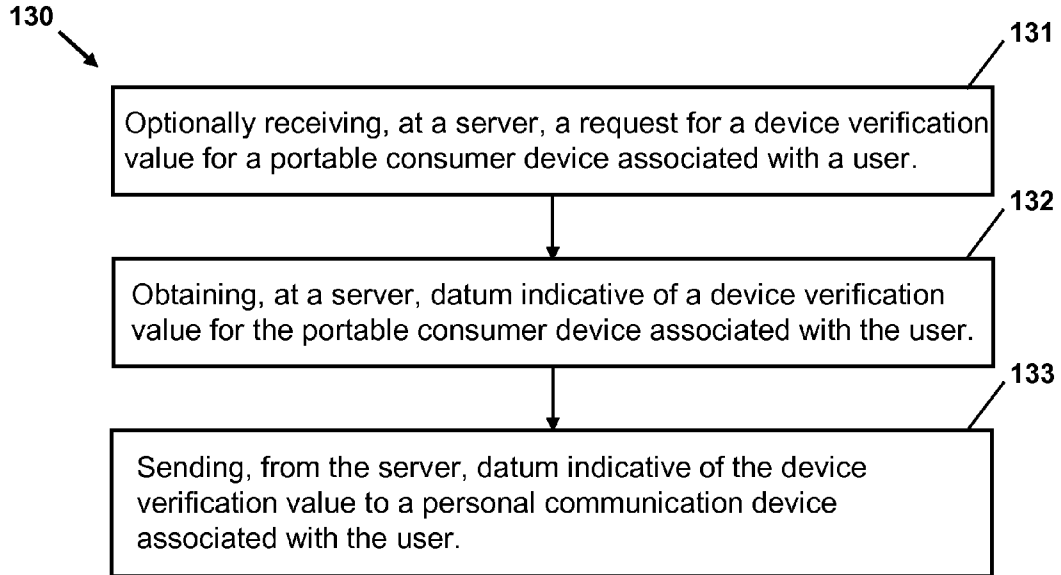 130
131
Optionally receiving, at a server, a request for a device verification
value for a portable consumer device associated with a user.
132
Obtaining, at a server, datum indicative of a device verification
value for the portable consumer device associated with the user.
133
Sending, from the server, datum indicative of the device
verification value to a personal communication device
associated with the user.